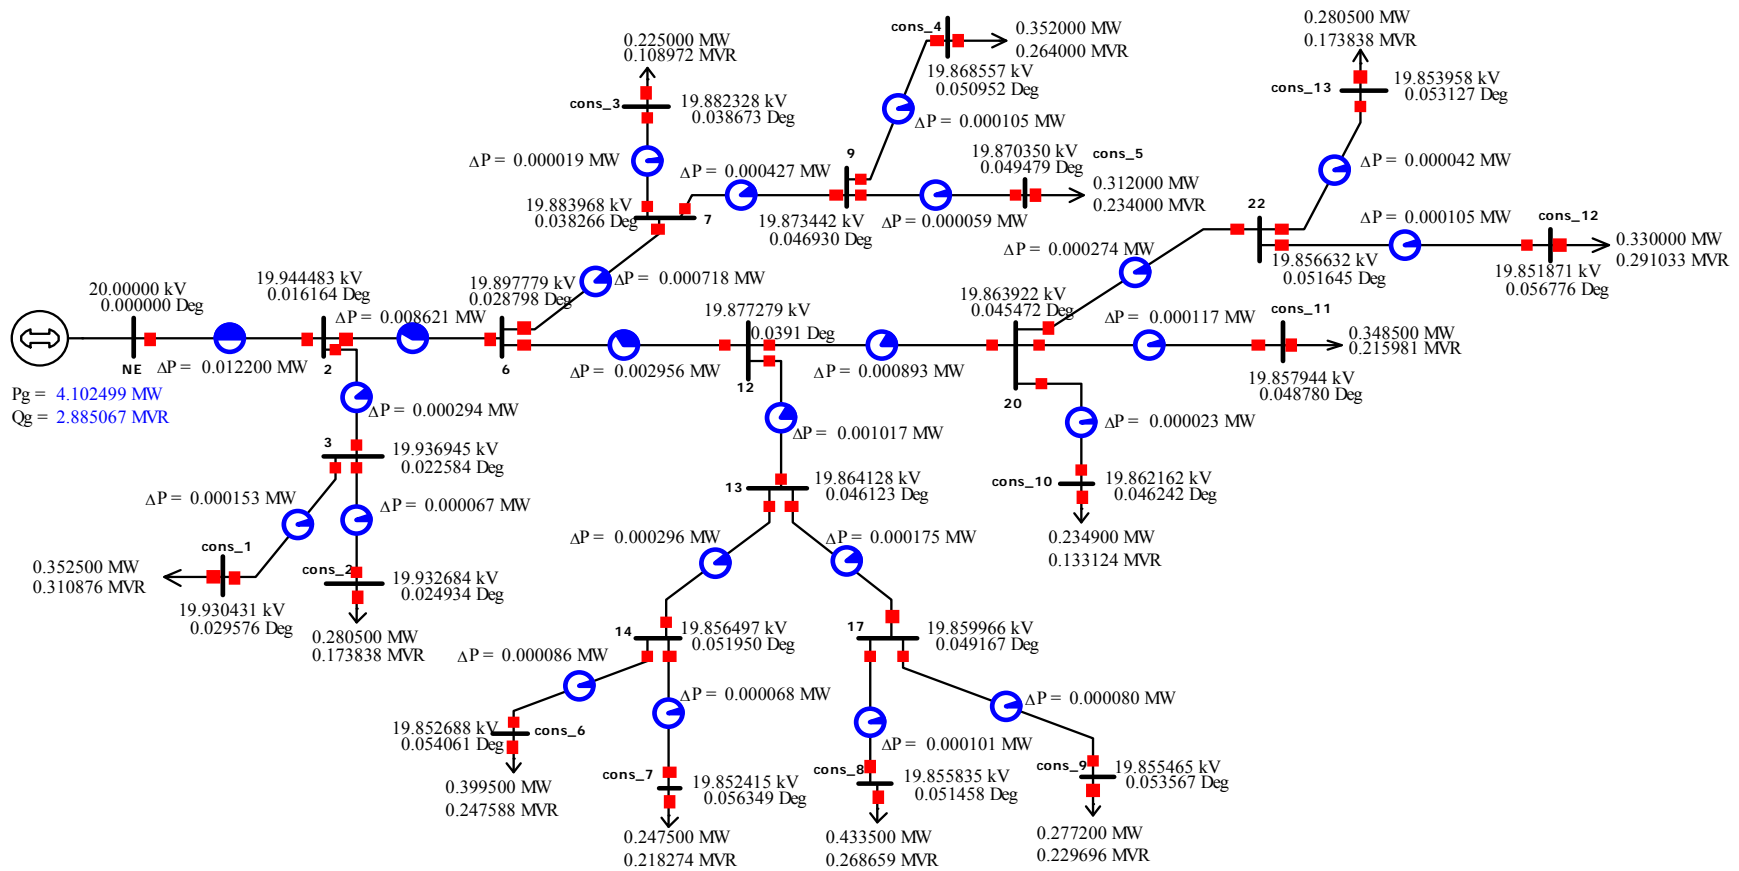 0.225000 MW
0.108972 MVR
cons_3
19.882328 kV
0.038673 Deg
ΔP = 0.000019 MW
cons_4
0.352000 MW
0.264000 MVR
19.868557 kV
0.050952 Deg
ΔP = 0.000105 MW
0.280500 MW
0.173838 MVR
cons_13
19.853958 kV
0.053127 Deg
ΔP = 0.000042 MW
ΔP = 0.000427 MW
9
19.870350 kV
0.049479 Deg
cons_5
0.312000 MW
0.234000 MVR
19.883968 kV
0.038266 Deg
7
19.873442 kV
0.046930 Deg
ΔP = 0.000059 MW
22
ΔP = 0.000105 MW
cons_12
0.330000 MW
0.291033 MVR
ΔP = 0.000274 MW
19.856632 kV
0.051645 Deg
19.851871 kV
0.056776 Deg
20.00000 kV
0.000000 Deg
19.944483 kV
0.016164 Deg
ΔP = 0.008621 MW
19.897779 kV
0.028798 Deg
ΔP = 0.000718 MW
19.877279 kV
0.0391 Deg
19.863922 kV
0.045472 Deg
ΔP = 0.000117 MW
cons_11
0.348500 MW
0.215981 MVR
NE
ΔP = 0.012200 MW
2
6
ΔP = 0.002956 MW
12
ΔP = 0.000893 MW
20
19.857944 kV
0.048780 Deg
Pg = 4.102499 MW
Qg = 2.885067 MVR
ΔP = 0.000294 MW
ΔP = 0.001017 MW
ΔP = 0.000023 MW
3
19.936945 kV
0.022584 Deg
ΔP = 0.000153 MW
ΔP = 0.000067 MW
13
19.864128 kV
0.046123 Deg
cons_10
19.862162 kV
0.046242 Deg
0.234900 MW
0.133124 MVR
cons_1
0.352500 MW
0.310876 MVR
19.930431 kV
0.029576 Deg
cons_2
19.932684 kV
0.024934 Deg
0.280500 MW
0.173838 MVR
ΔP = 0.000296 MW
ΔP = 0.000175 MW
14
19.856497 kV
0.051950 Deg
17
19.859966 kV
0.049167 Deg
ΔP = 0.000086 MW
ΔP = 0.000068 MW
ΔP = 0.000080 MW
19.852688 kV
0.054061 Deg
cons_6
0.399500 MW
0.247588 MVR
cons_7
19.852415 kV
0.056349 Deg
0.247500 MW
0.218274 MVR
ΔP = 0.000101 MW
cons_8
19.855835 kV
0.051458 Deg
0.433500 MW
0.268659 MVR
cons_9
19.855465 kV
0.053567 Deg
0.277200 MW
0.229696 MVR